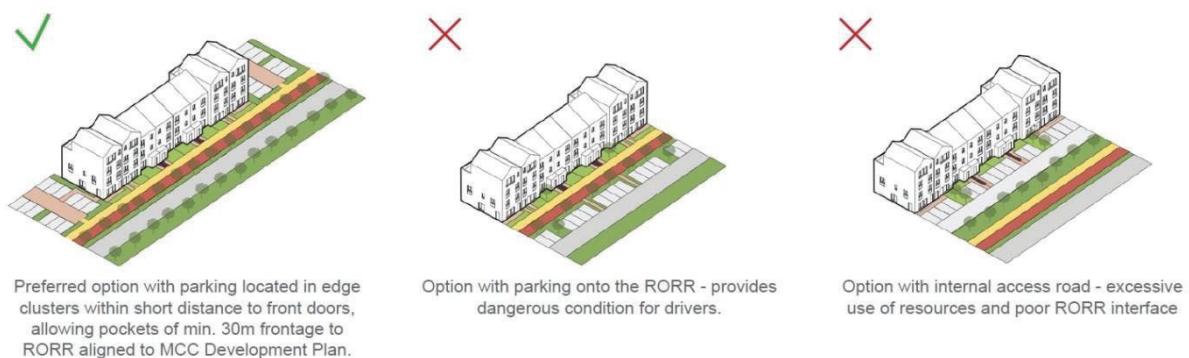 Preferred option with parking located in edge
clusters within short distance to front doors,
allowing pockets of min. 30m frontage to
RORR aligned to MCC Development Plan.
Option with parking onto the RORR - provides
dangerous condition for drivers.
Option with internal access road - excessive
use of resources and poor RORR interface